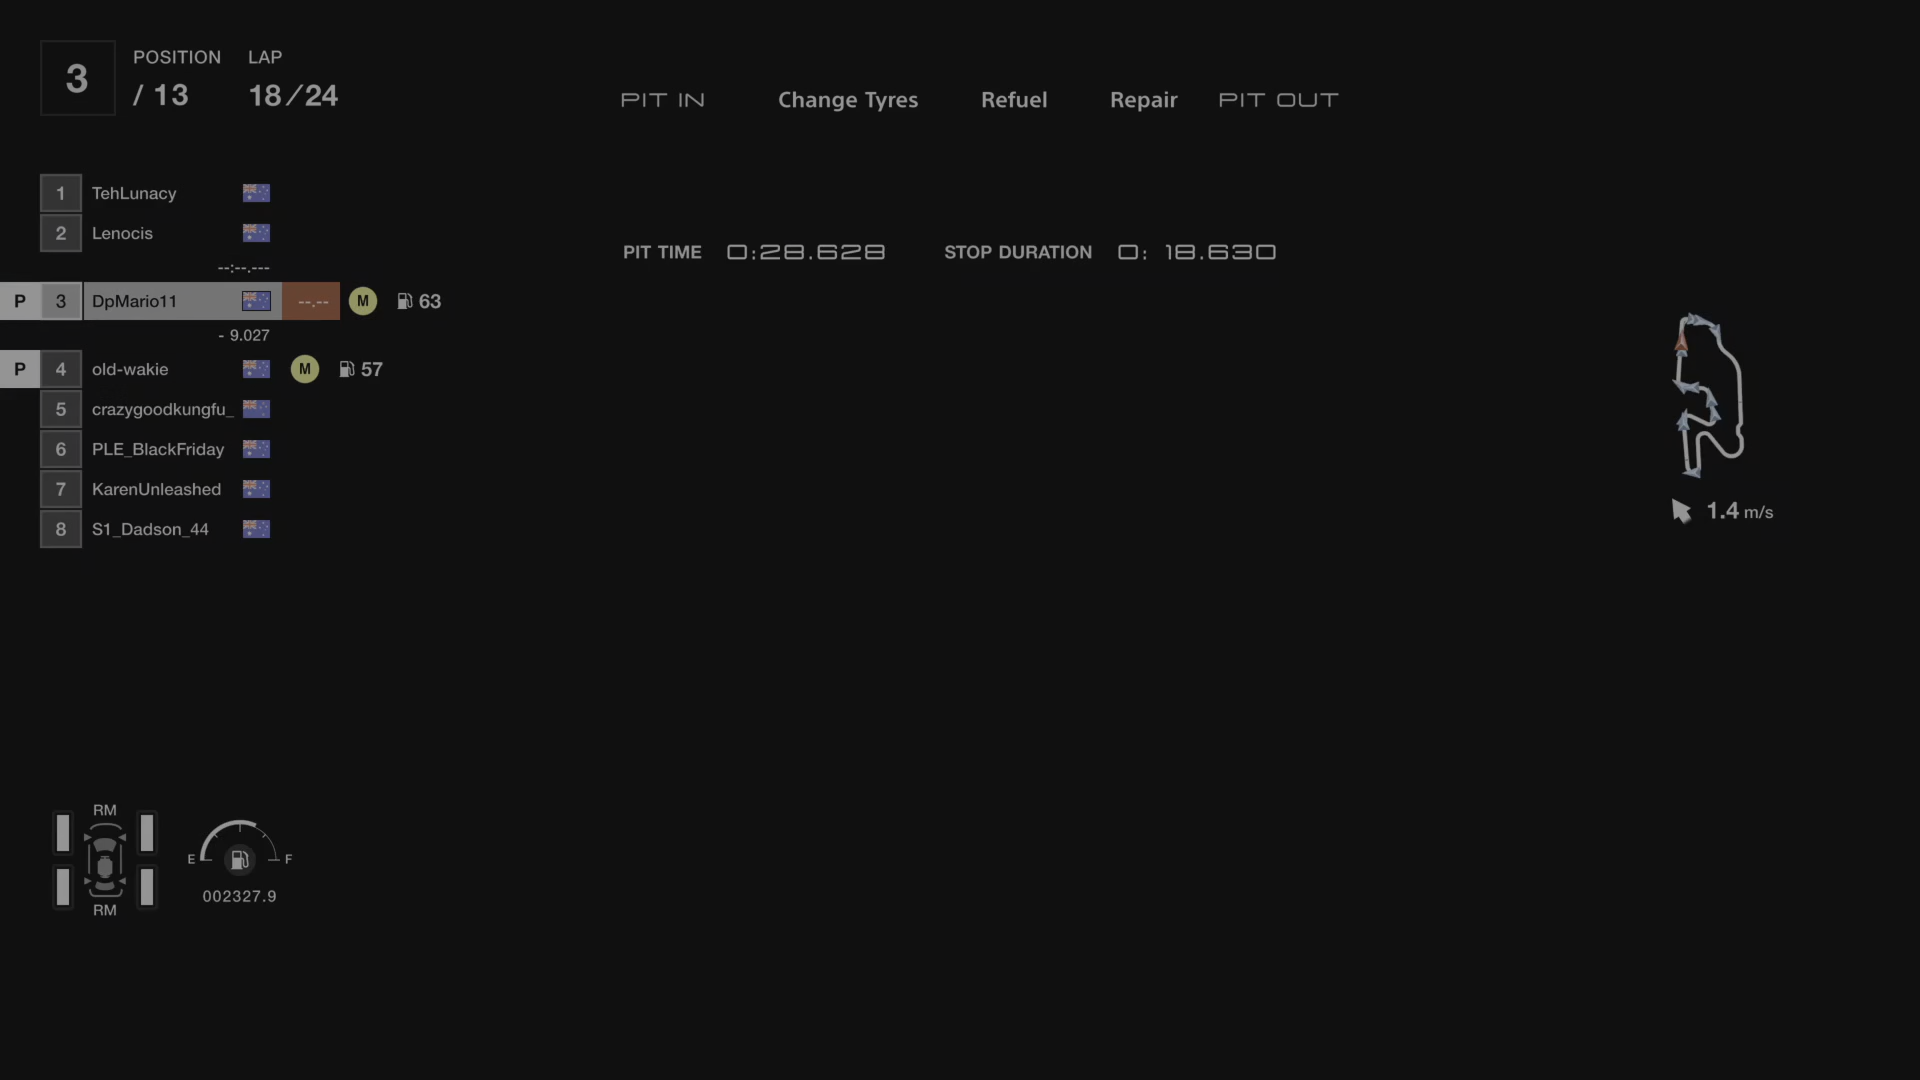 3 POSITION LAP
/ 13 18/24
PIT IN Change Tyres Refuel Repair PIT OUT
1 TehLunacy
2 Lenocis
--:--.---
P 3 DpMario11 --.-- M 63
- 9.027
P 4 old-wakie M 57
5 crazygoodkungfu_
6 PLE_BlackFriday
7 KarenUnleashed
8 S1_Dadson_44
PIT TIME 0:28.628 STOP DURATION 0: 18.630
1.4 m/s
RM
E F
002327.9
RM